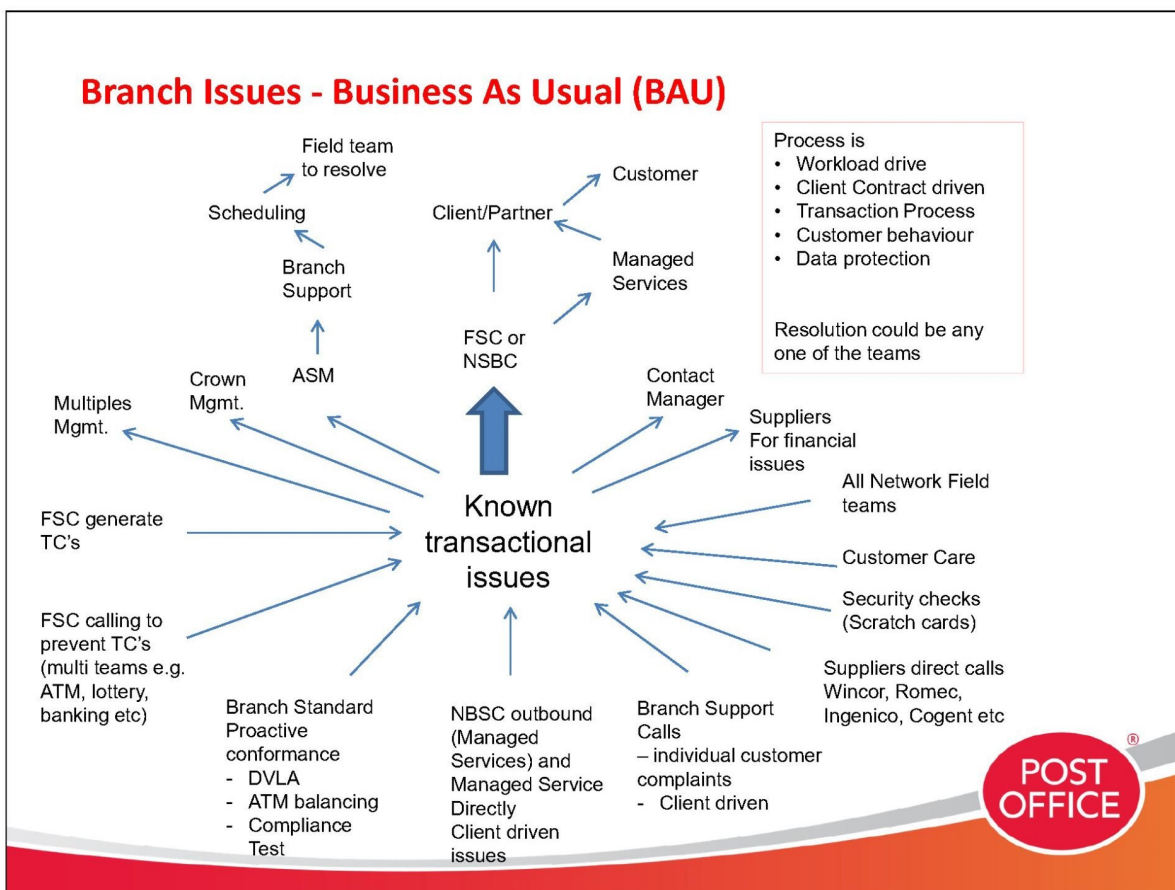 Branch Issues - Business As Usual (BAU)
Field team
to resolve
Scheduling
Branch
Support
ASM
Crown
Mgmt.
Multiples
Mgmt.
Customer
Client/Partner
Managed
Services
FSC or
NSBC
Contact
Manager
Suppliers
For financial
issues
Process is
• Workload drive
• Client Contract driven
• Transaction Process
• Customer behaviour
• Data protection
Resolution could be any
one of the teams
Known
transactional
issues
FSC generate
TC's
FSC calling to
prevent TC's
(multi teams e.g.
ATM, lottery,
banking etc)
Branch Standard
Proactive
conformance
- DVLA
- ATM balancing
- Compliance
Test
NBSC outbound
(Managed
Services) and
Managed Service
Directly
Client driven
issues
Branch Support
Calls
– individual customer
complaints
- Client driven
All Network Field
teams
Customer Care
Security checks
(Scratch cards)
Suppliers direct calls
Wincor, Romec,
Ingenico, Cogent etc
POST
OFFICE
®